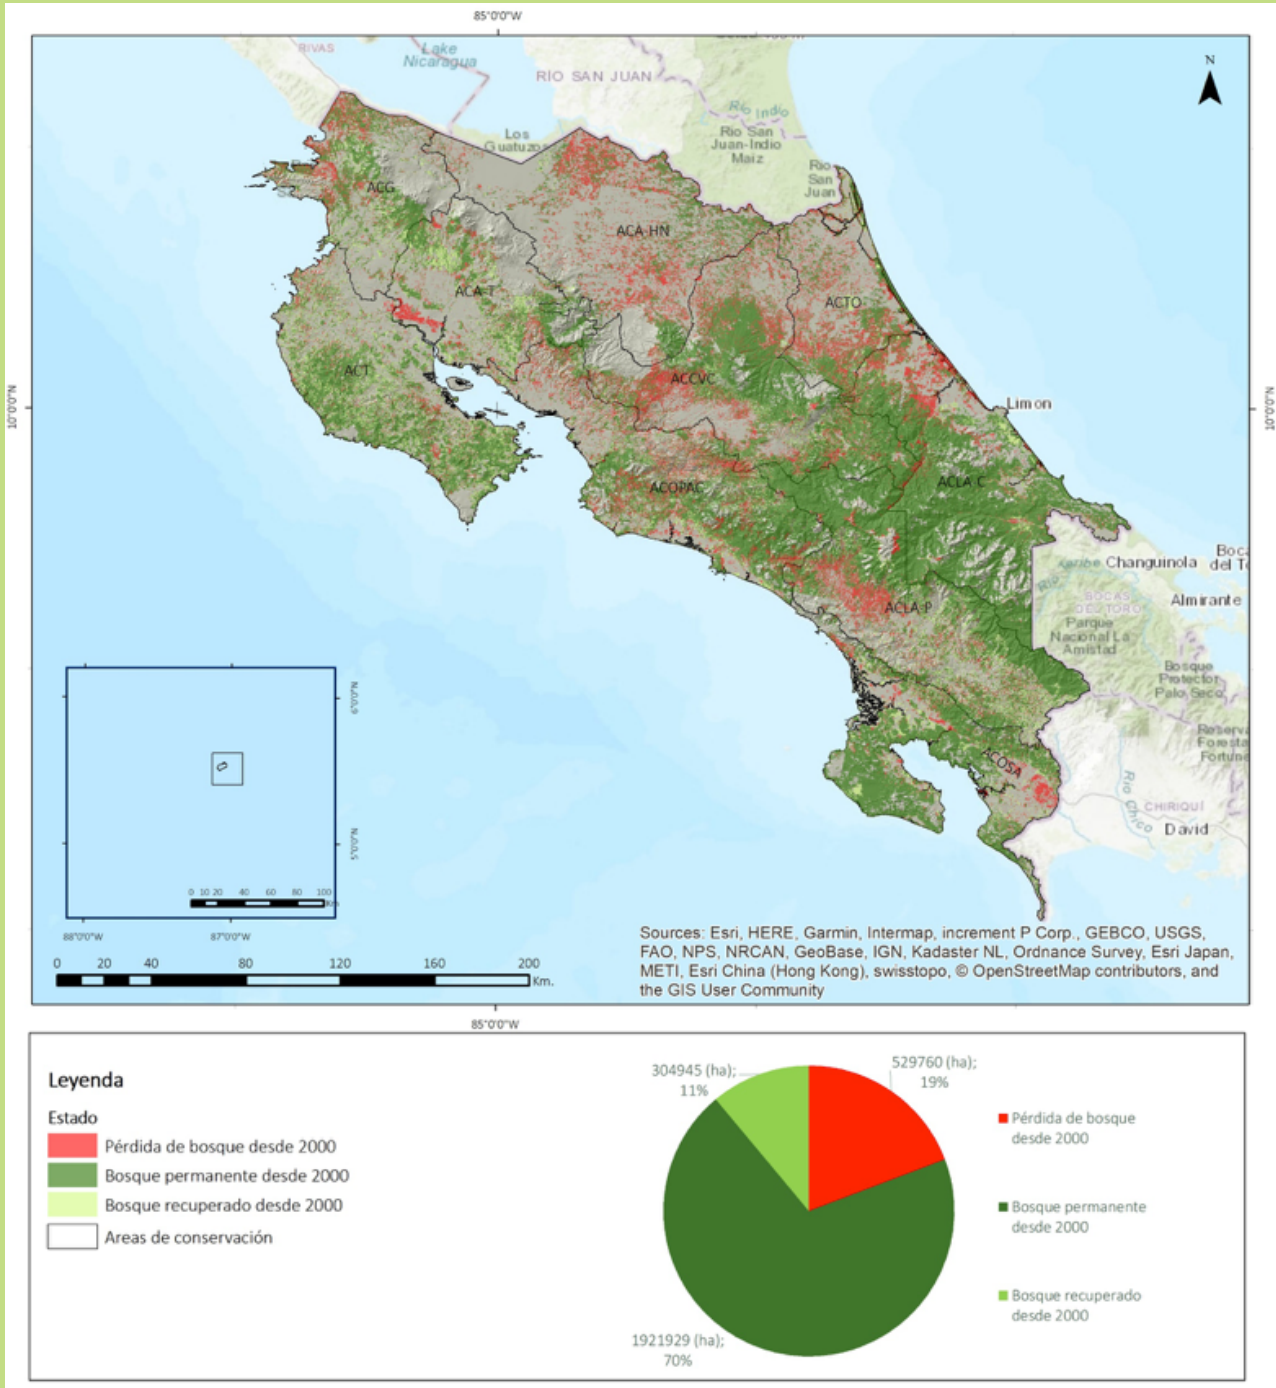 85°0'0"W
RIVAS
Lake
Nicaragua
RIO SAN JUAN
N
Río Indio
Los
Guatuzos
Rio San
Juan-Indio
Maiz
Rio
San
Juan
ACG
ACA-HN
ACA-T
ACTO
ACT
ACCVC
10°0'0"N
10°0'0"N
Limon
ACOPAC
ACLA-C
Changuinola
Almirante
BOCAS
DEL TORO
Parque
Nacional La
Amistad
ACLA-P
Bosque
Protector
Palo Seco
ACOSA
Río Chico
CHIRIQUÍ
David
6°0'0"N
5°0'0"N
0 10 20 40 60 80 100
Km
88°0'0"W
87°0'0"W
0 20 40 80 120 160 200
Km.
Sources: Esri, HERE, Garmin, Intermap, increment P Corp., GEBCO, USGS,
FAO, NPS, NRCAN, GeoBase, IGN, Kadaster NL, Ordnance Survey, Esri Japan,
METI, Esri China (Hong Kong), swisstopo, © OpenStreetMap contributors, and
the GIS User Community
85°0'0"W
Leyenda
Estado
Pérdida de bosque desde 2000
Bosque permanente desde 2000
Bosque recuperado desde 2000
Areas de conservación
304945 (ha);
11%
529760 (ha);
19%
1921929 (ha);
70%
Pérdida de bosque
desde 2000
Bosque permanente
desde 2000
Bosque recuperado
desde 2000